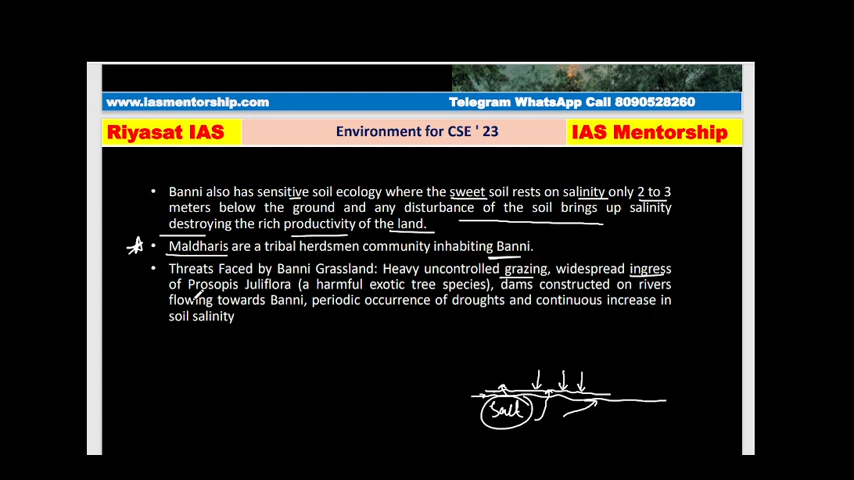 www.iasmentorship.com Telegram WhatsApp Call 8090528260
Riyasat IAS Environment for CSE ' 23 IAS Mentorship
• Banni also has sensitive soil ecology where the sweet soil rests on salinity only 2 to 3
meters below the ground and any disturbance of the soil brings up salinity
destroying the rich productivity of the land.
• Maldharis are a tribal herdsmen community inhabiting Banni.
• Threats Faced by Banni Grassland: Heavy uncontrolled grazing, widespread ingress
of Prosopis Juliflora (a harmful exotic tree species), dams constructed on rivers
flowing towards Banni, periodic occurrence of droughts and continuous increase in
soil salinity
Salt